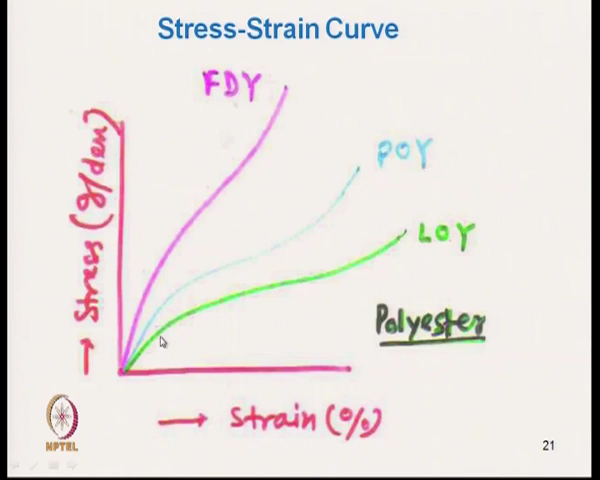 Stress-Strain Curve
FDY
POY
LOY
→ Stress (g/den)
Polyester
→ Strain (%)
NPTEL
21